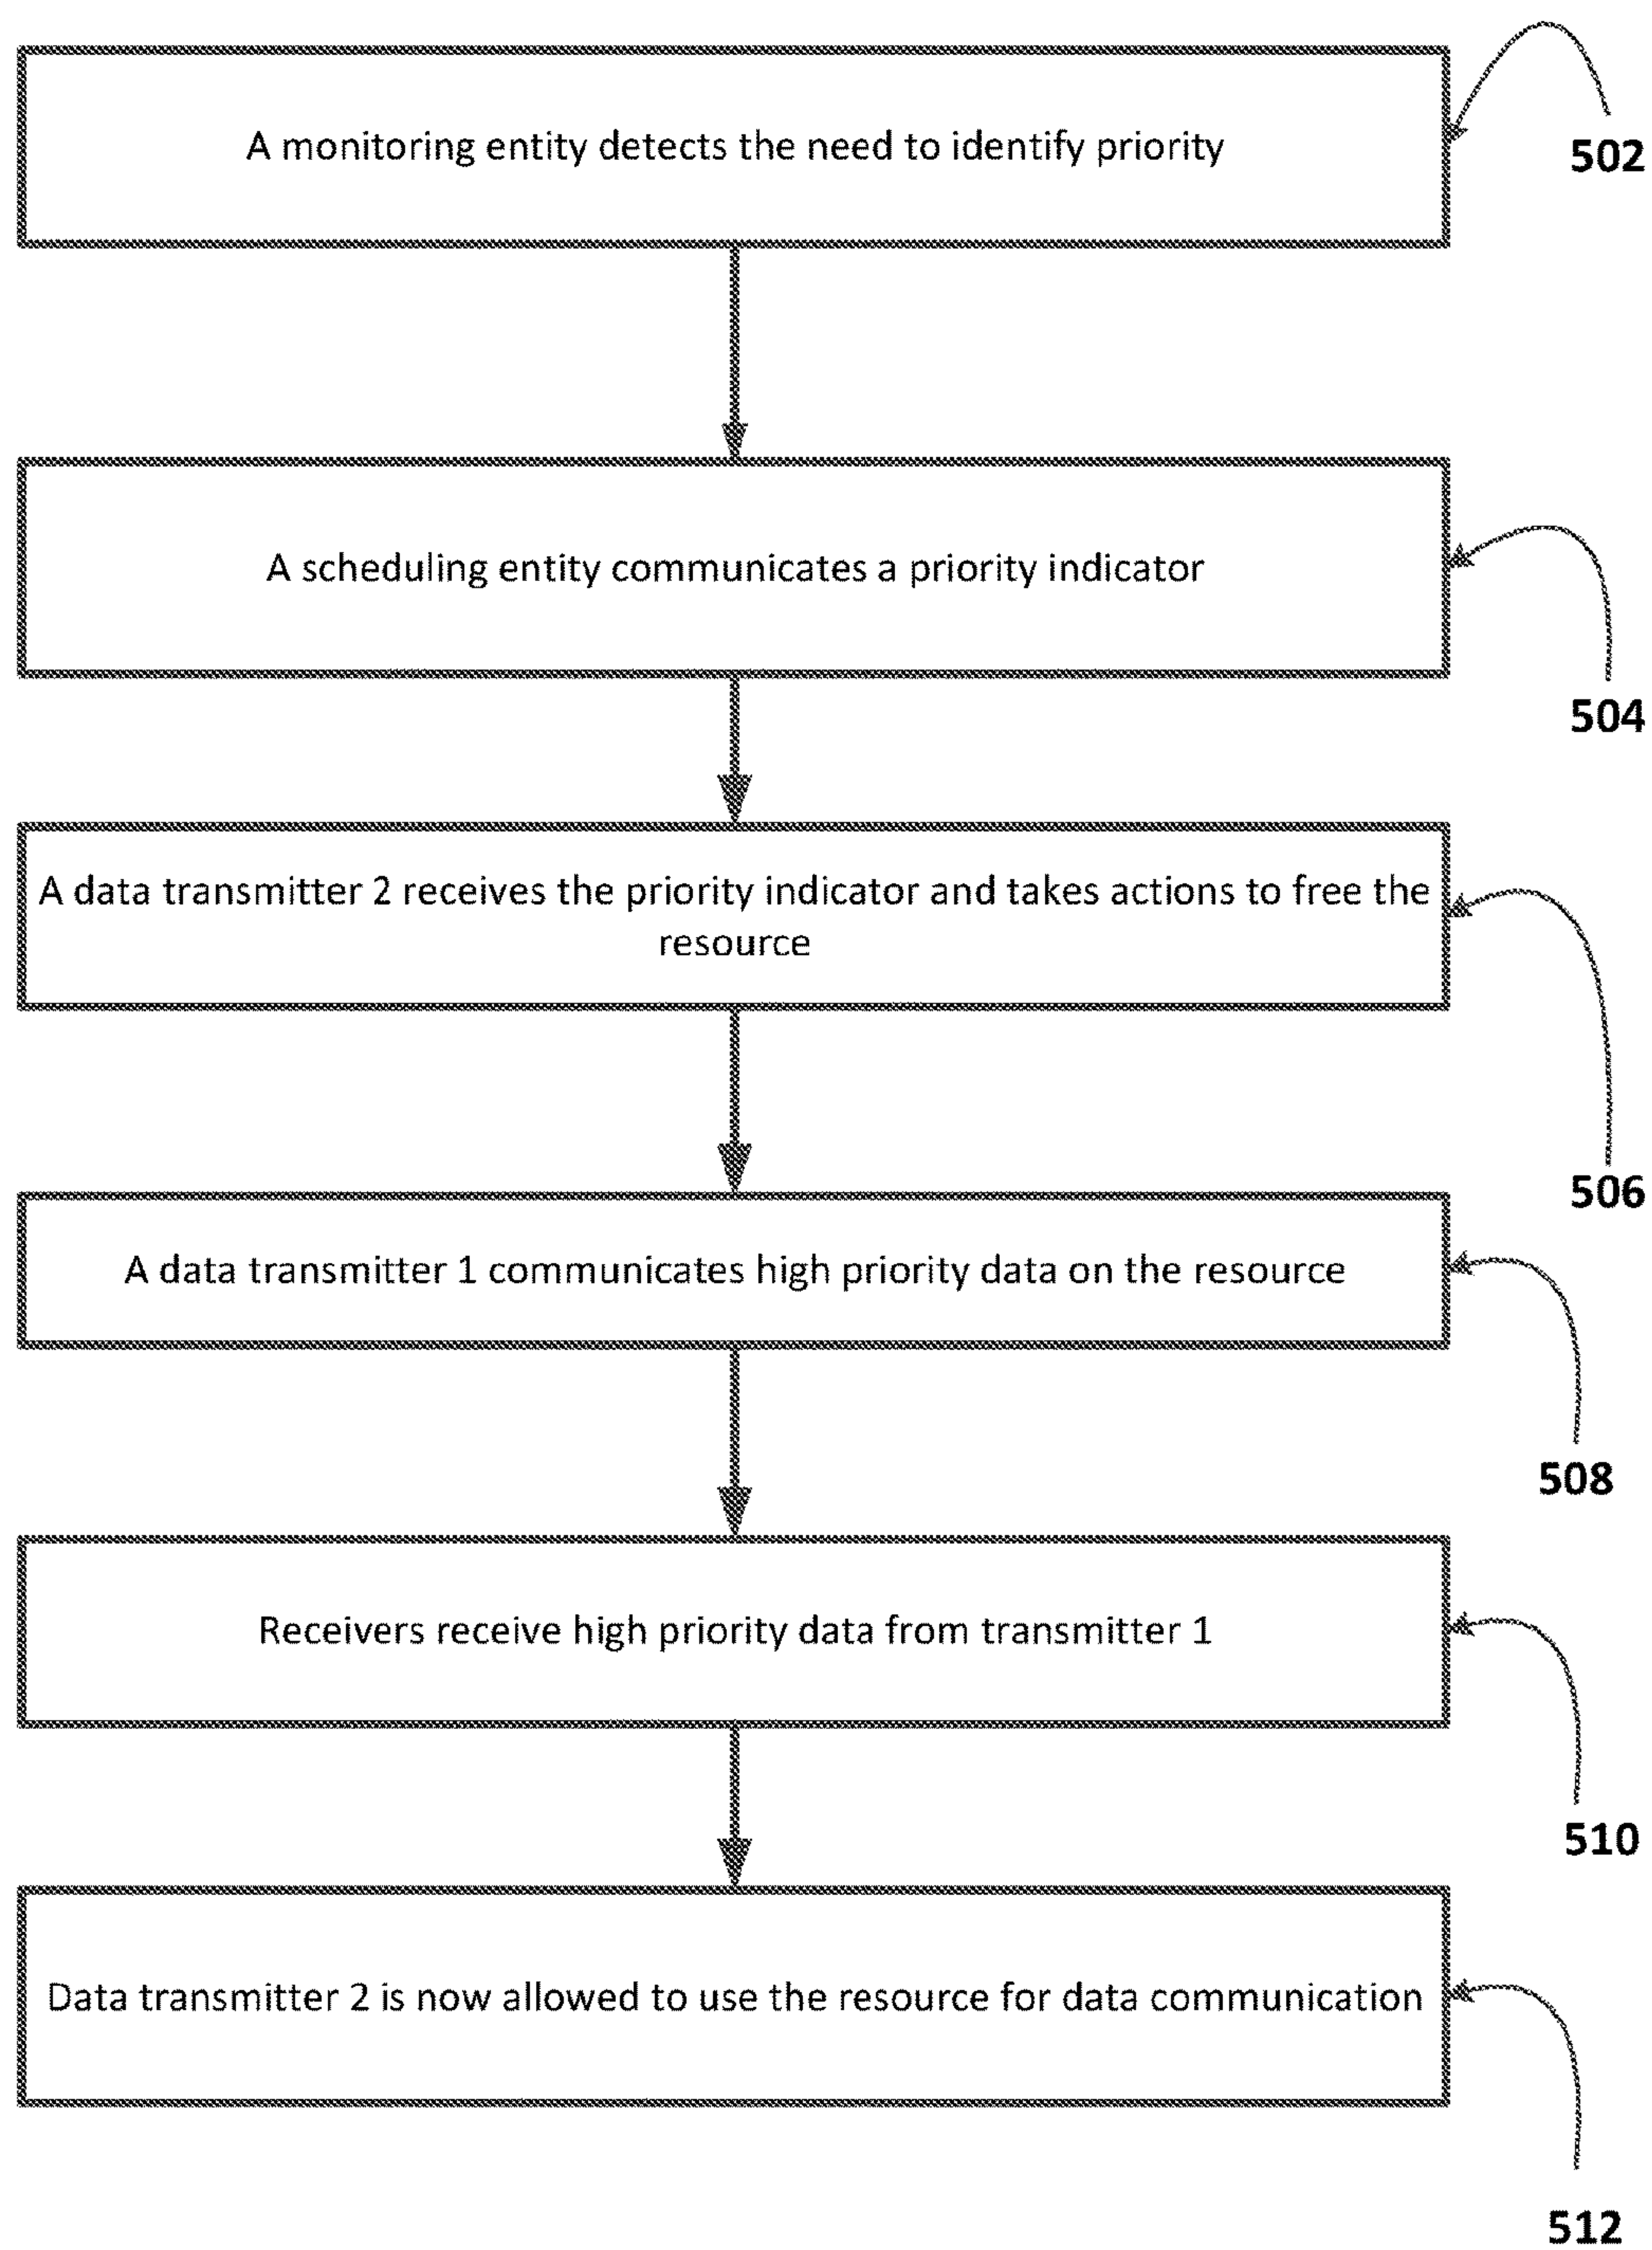 A monitoring entity detects the need to identify priority
502
A scheduling entity communicates a priority indicator
504
A data transmitter 2 receives the priority indicator and takes actions to free the
resource
506
A data transmitter 1 communicates high priority data on the resource
508
Receivers receive high priority data from transmitter 1
510
Data transmitter 2 is now allowed to use the resource for data communication
512